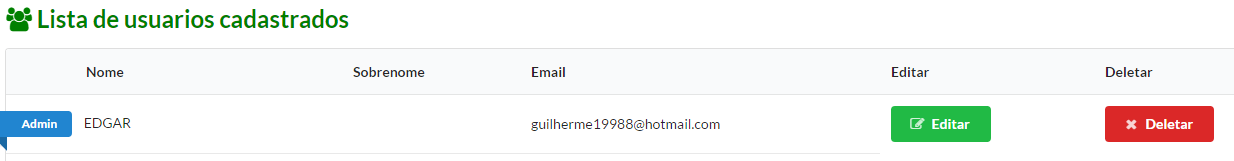 Lista de usuarios cadastrados
Nome Sobrenome Email Editar Deletar
Admin EDGAR guilherme19988@hotmail.com Editar Deletar